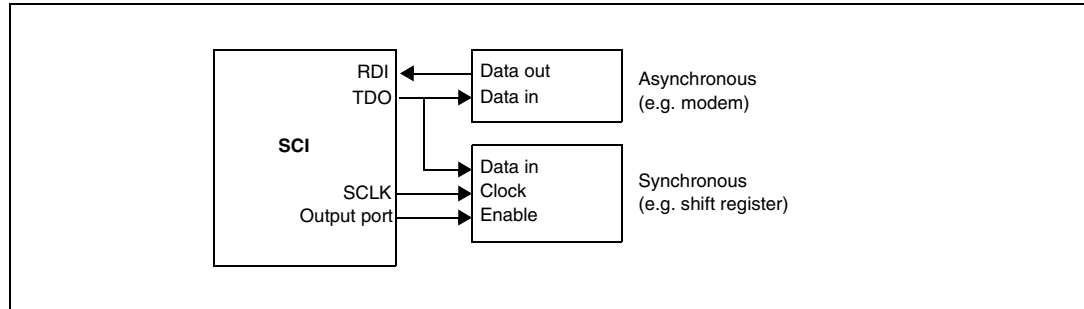 RDI
TDO
SCI
SCLK
Output port
Data out
Data in
Asynchronous
(e.g. modem)
Data in
Clock
Enable
Synchronous
(e.g. shift register)